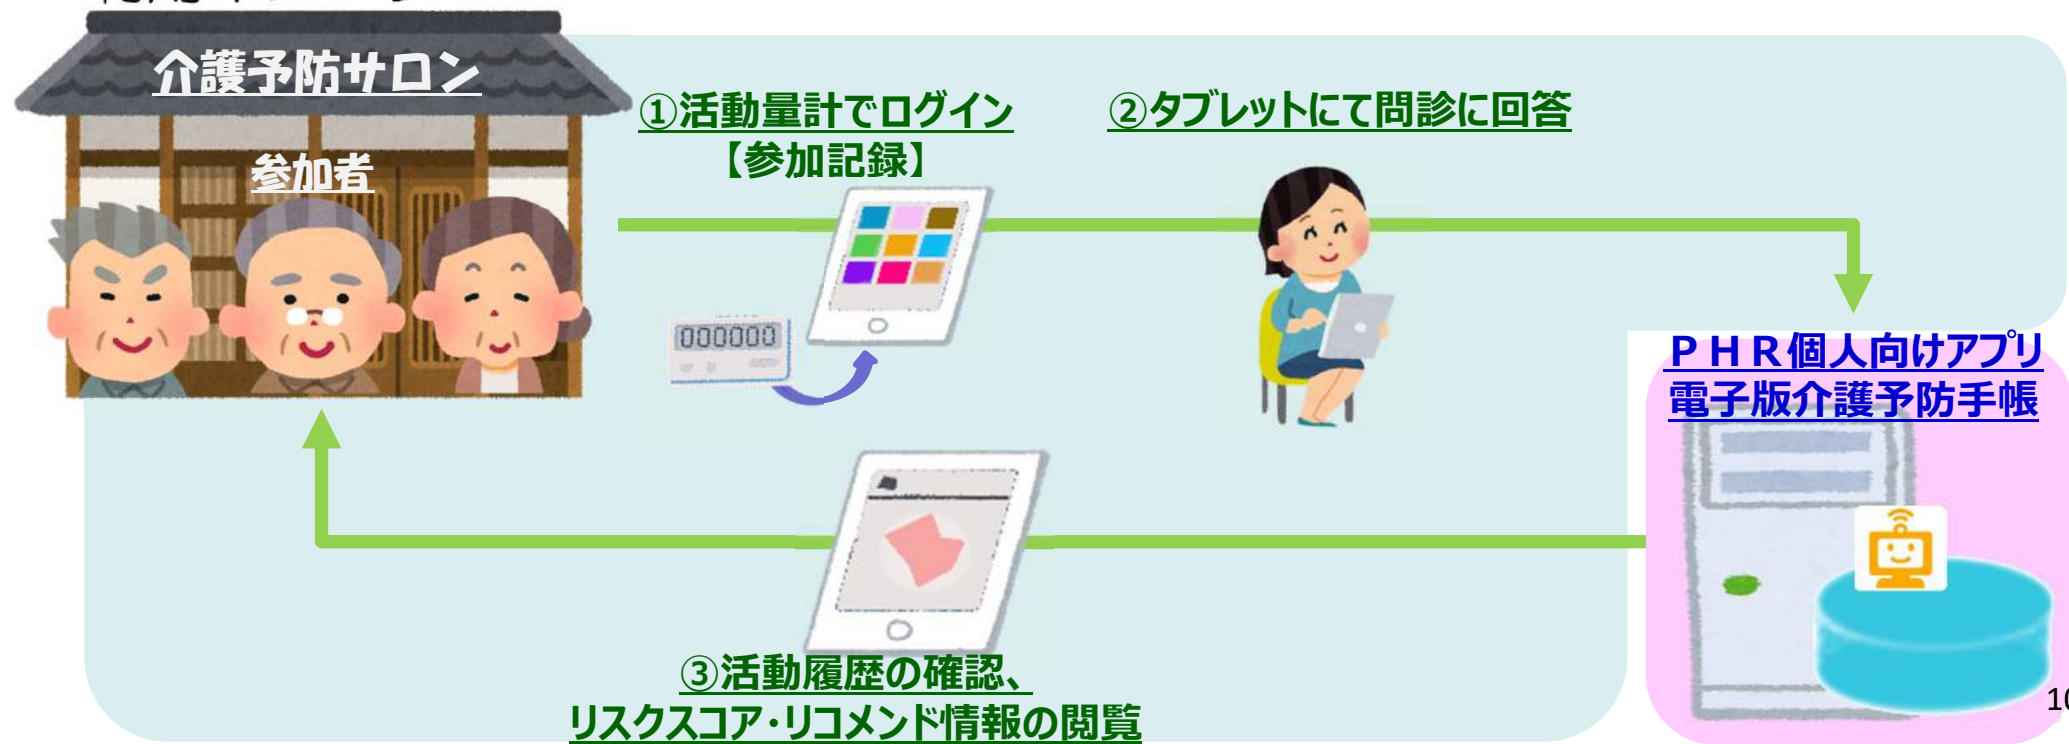 介護予防サロン
参加者
①活動量計でログイン
【参加記録】
②タブレットにて問診に回答
000000
ＰＨＲ個人向けアプリ
電子版介護予防手帳
③活動履歴の確認、
リスクスコア・リコメンド情報の閲覧
10